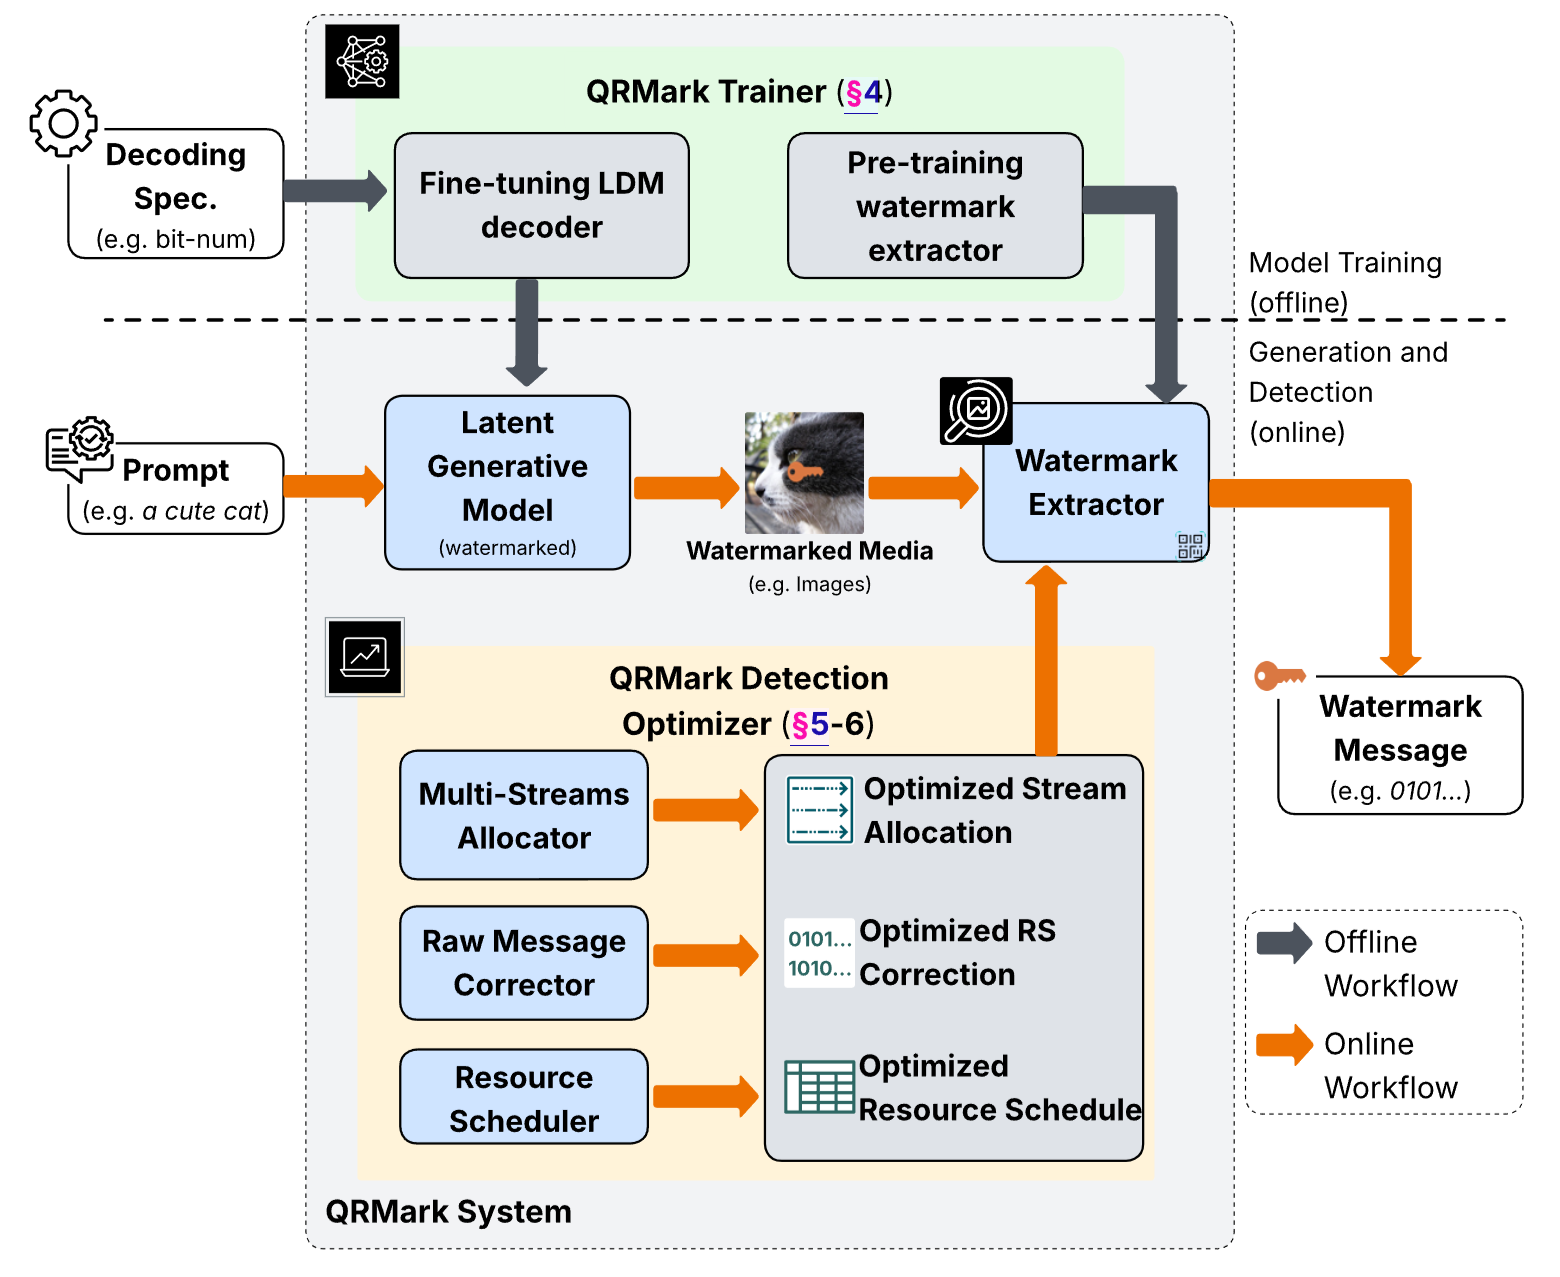 QRMark Trainer (§4)
Decoding
Spec.
(e.g. bit-num)
Fine-tuning LDM
decoder
Pre-training
watermark
extractor
Model Training
(offline)
Generation and
Detection
(online)
Prompt
(e.g. a cute cat)
Latent
Generative
Model
(watermarked)
Watermarked Media
(e.g. Images)
Watermark
Extractor
QRMark Detection
Optimizer (§5-6)
Multi-Streams
Allocator
Optimized Stream
Allocation
Raw Message
Corrector
0101...
1010...
Optimized RS
Correction
Resource
Scheduler
Optimized
Resource Schedule
Watermark
Message
(e.g. 0101...)
Offline
Workflow
Online
Workflow
QRMark System